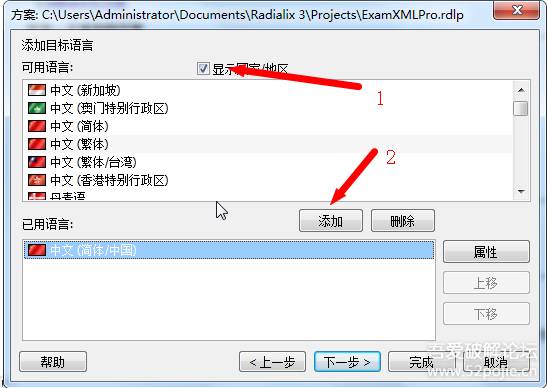 方案: C:\Users\Administrator\Documents\Radialix 3\Projects\ExamXMLPro.rdlp
添加目标语言
可用语言:
显示国家/地区
1
中文 (新加坡)
中文 (澳门特别行政区)
中文 (简体)
中文 (繁体)
中文 (繁体/台湾)
中文 (香港特别行政区)
丹麦语
2
添加
删除
已用语言:
中文 (简体/中国)
属性
上移
下移
帮助
< 上一步
下一步 >
完成
取消
吾爱破解论坛
www.52pojie.cn